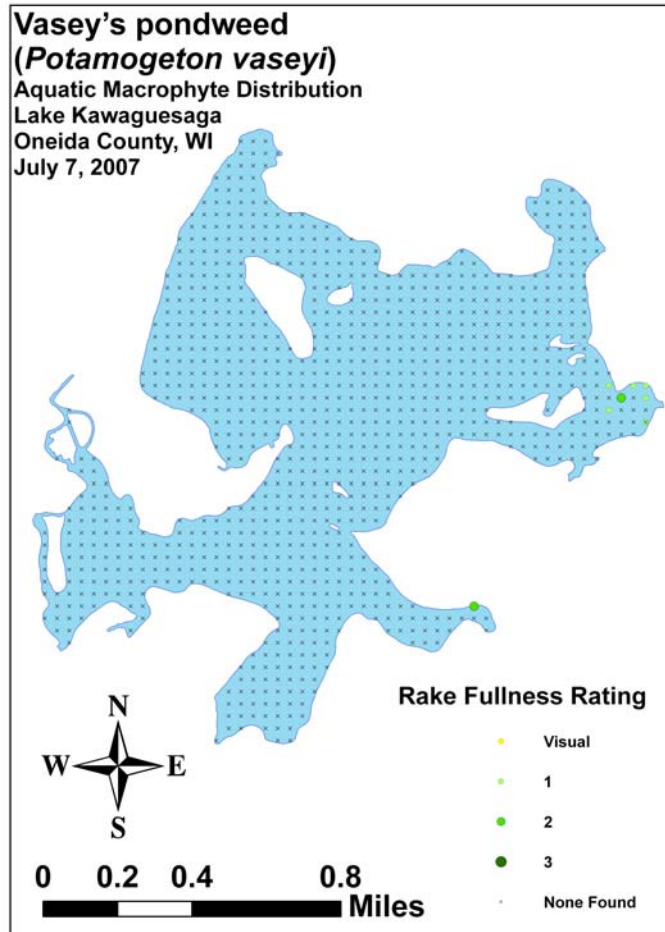 Vasey's pondweed
(Potamogeton vaseyi)
Aquatic Macrophyte Distribution
Lake Kawaguesaga
Oneida County, WI
July 7, 2007
N
W E
S
Rake Fullness Rating
Visual
1
2
3
None Found
0 0.2 0.4 0.8
Miles